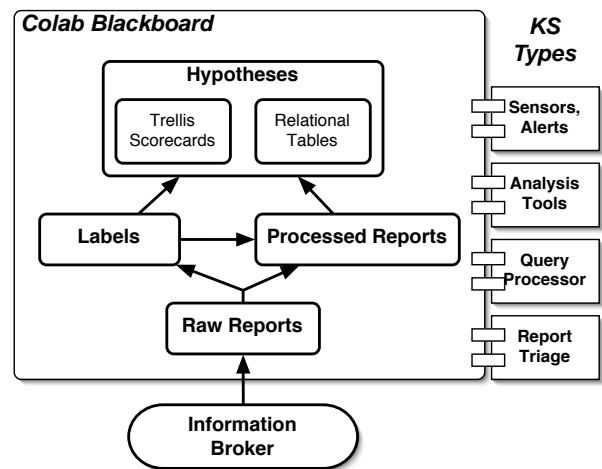 Colab Blackboard
Hypotheses
Trellis
Scorecards
Relational
Tables
Labels
Processed Reports
Raw Reports
Information
Broker
KS
Types
Sensors,
Alerts
Analysis
Tools
Query
Processor
Report
Triage